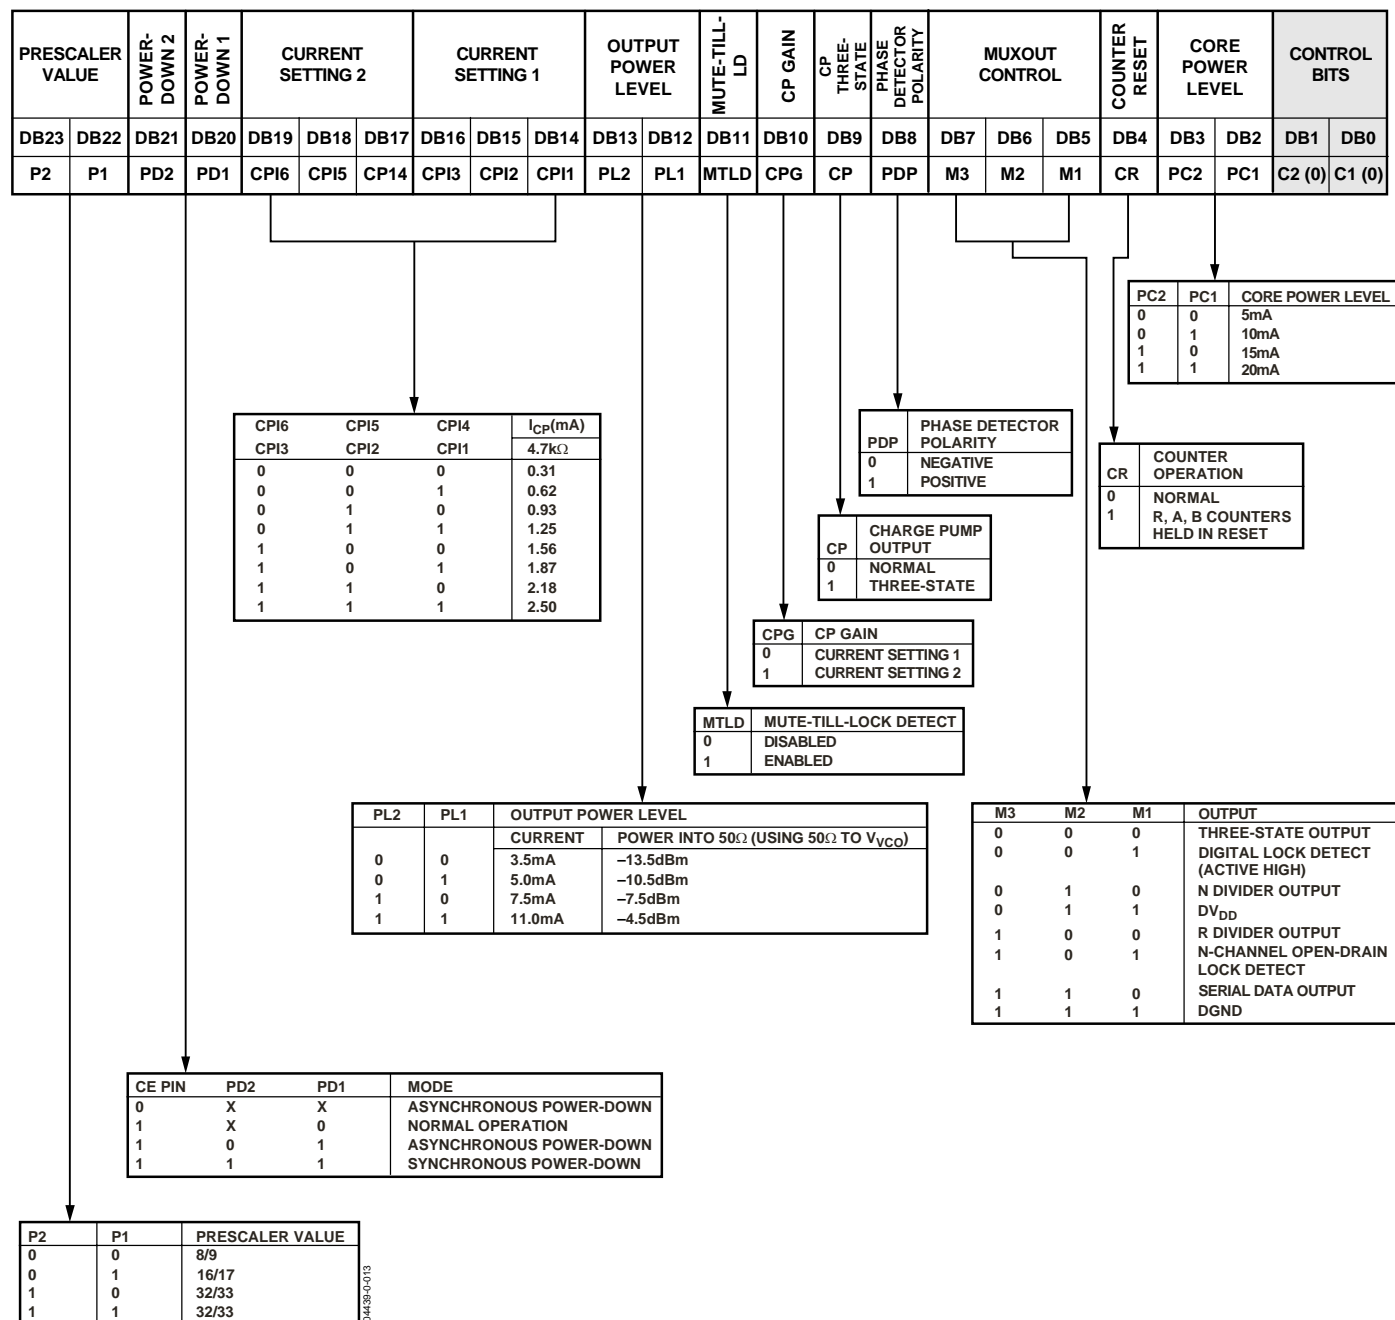 PRESCALER VALUE
POWER-DOWN 2
POWER-DOWN 1
CURRENT SETTING 2
CURRENT SETTING 1
OUTPUT POWER LEVEL
MUTE-TILL-LD
CP GAIN
CP THREE-STATE
PHASE DETECTOR POLARITY
MUXOUT CONTROL
COUNTER RESET
CORE POWER LEVEL
CONTROL BITS
DB23 DB22 DB21 DB20 DB19 DB18 DB17 DB16 DB15 DB14 DB13 DB12 DB11 DB10 DB9 DB8 DB7 DB6 DB5 DB4 DB3 DB2 DB1 DB0
P2 P1 PD2 PD1 CPI6 CPI5 CP14 CPI3 CPI2 CPI1 PL2 PL1 MTLD CPG CP PDP M3 M2 M1 CR PC2 PC1 C2 (0) C1 (0)
PC2 PC1 CORE POWER LEVEL
0 0 5mA
0 1 10mA
1 0 15mA
1 1 20mA
CPI6 CPI5 CPI4 ICP(mA)
CPI3 CPI2 CPI1 4.7kΩ
0 0 0 0.31
0 0 1 0.62
0 1 0 0.93
0 1 1 1.25
1 0 0 1.56
1 0 1 1.87
1 1 0 2.18
1 1 1 2.50
PDP PHASE DETECTOR
POLARITY
0 NEGATIVE
1 POSITIVE
CR COUNTER
OPERATION
0 NORMAL
1 R, A, B COUNTERS
HELD IN RESET
CP CHARGE PUMP
OUTPUT
0 NORMAL
1 THREE-STATE
CPG CP GAIN
0 CURRENT SETTING 1
1 CURRENT SETTING 2
MTLD MUTE-TILL-LOCK DETECT
0 DISABLED
1 ENABLED
PL2 PL1 OUTPUT POWER LEVEL
CURRENT POWER INTO 50Ω (USING 50Ω TO VVCO)
0 0 3.5mA –13.5dBm
0 1 5.0mA –10.5dBm
1 0 7.5mA –7.5dBm
1 1 11.0mA –4.5dBm
M3 M2 M1 OUTPUT
0 0 0 THREE-STATE OUTPUT
0 0 1 DIGITAL LOCK DETECT
(ACTIVE HIGH)
0 1 0 N DIVIDER OUTPUT
0 1 1 DVDD
1 0 0 R DIVIDER OUTPUT
1 0 1 N-CHANNEL OPEN-DRAIN
LOCK DETECT
1 1 0 SERIAL DATA OUTPUT
1 1 1 DGND
CE PIN PD2 PD1 MODE
0 X X ASYNCHRONOUS POWER-DOWN
1 X 0 NORMAL OPERATION
1 0 1 ASYNCHRONOUS POWER-DOWN
1 1 1 SYNCHRONOUS POWER-DOWN
P2 P1 PRESCALER VALUE
0 0 8/9
0 1 16/17
1 0 32/33
1 1 32/33
04439-0-013